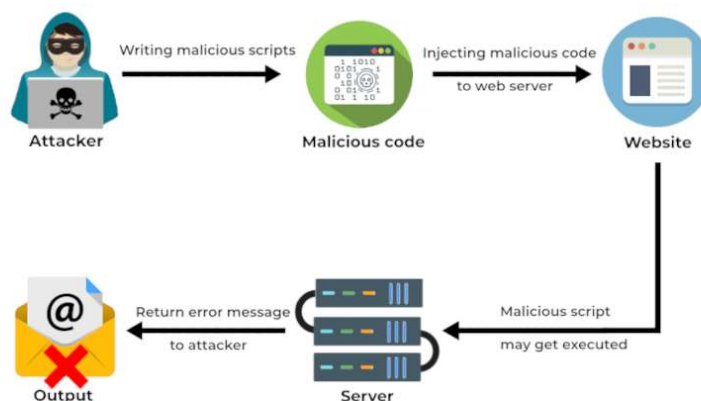 Writing malicious scripts
Injecting malicious code
to web server
Attacker
Malicious code
Website
@
Return error message
to attacker
Malicious script
may get executed
Output
Server